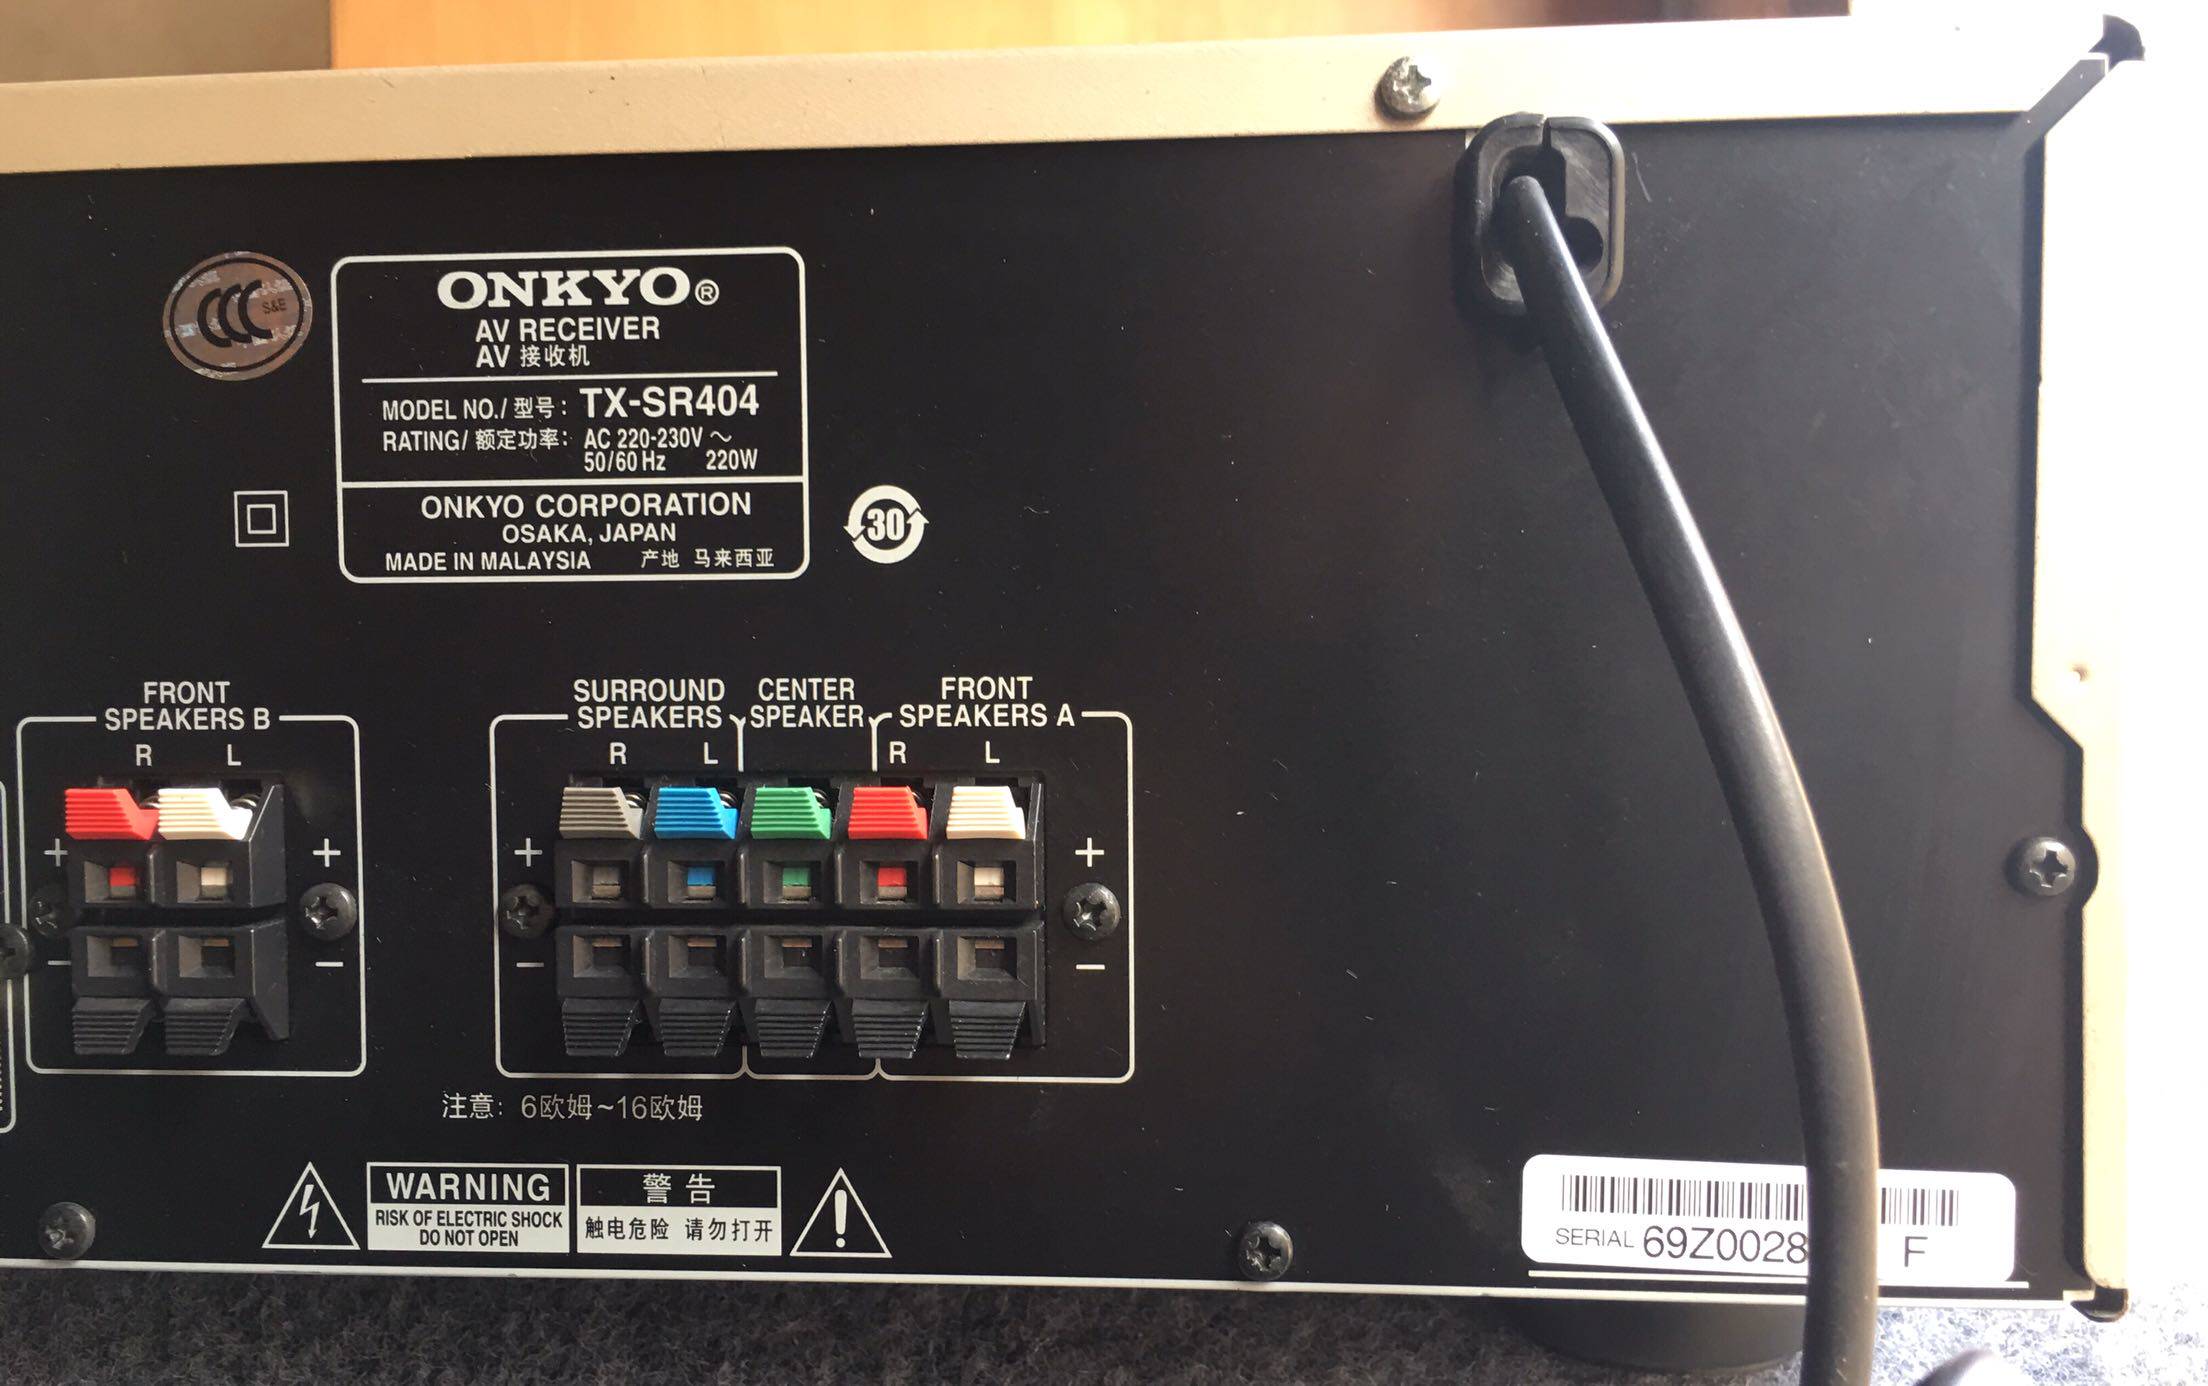 CCC S&E
ONKYO®
AV RECEIVER
AV 接收机
MODEL NO./型号: TX-SR404
RATING/额定功率: AC 220-230V ~
50/60 Hz 220W
ONKYO CORPORATION
OSAKA, JAPAN
MADE IN MALAYSIA 产地 马来西亚
30
FRONT
SPEAKERS B
R L
+ +
- -
SURROUND
SPEAKERS
R L
CENTER
SPEAKER
FRONT
SPEAKERS A
R L
+ +
- -
注意: 6欧姆~16欧姆
WARNING
RISK OF ELECTRIC SHOCK
DO NOT OPEN
警告
触电危险 请勿打开
SERIAL 69Z0028 F